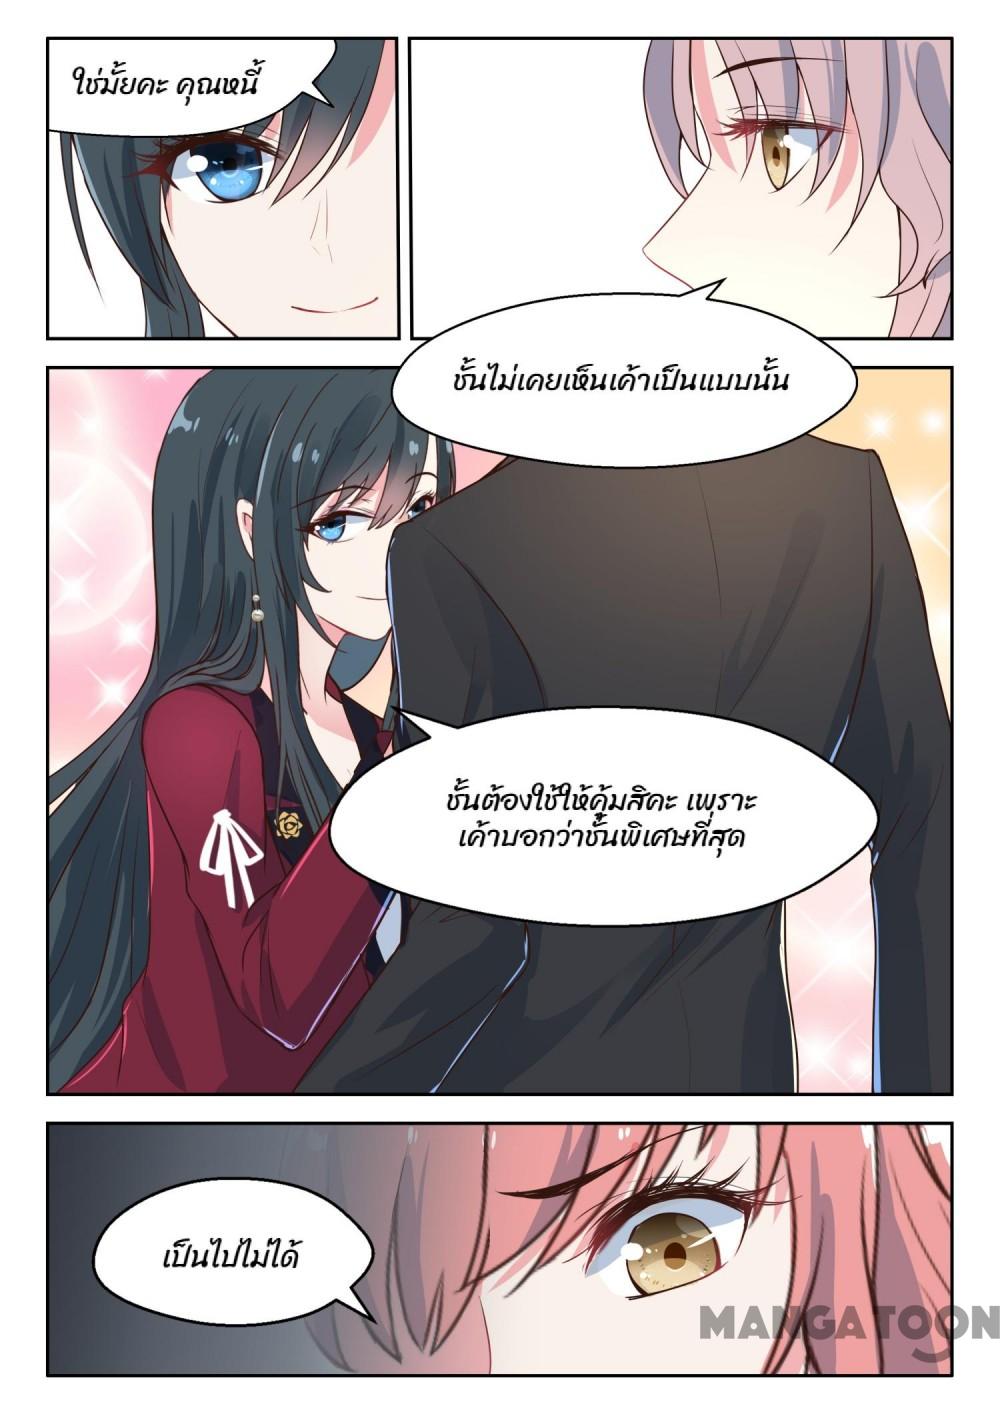 ใช่มั้ยคะ คุณหนี้
ชั้นไม่เคยเห็นเค้าเป็นแบบนั้น
ชั้นต้องใช้ให้คุ้มสิคะ เพราะ
เค้าบอกว่าชั้นพิเศษที่สุด
เป็นไปไม่ได้
MANGATOON